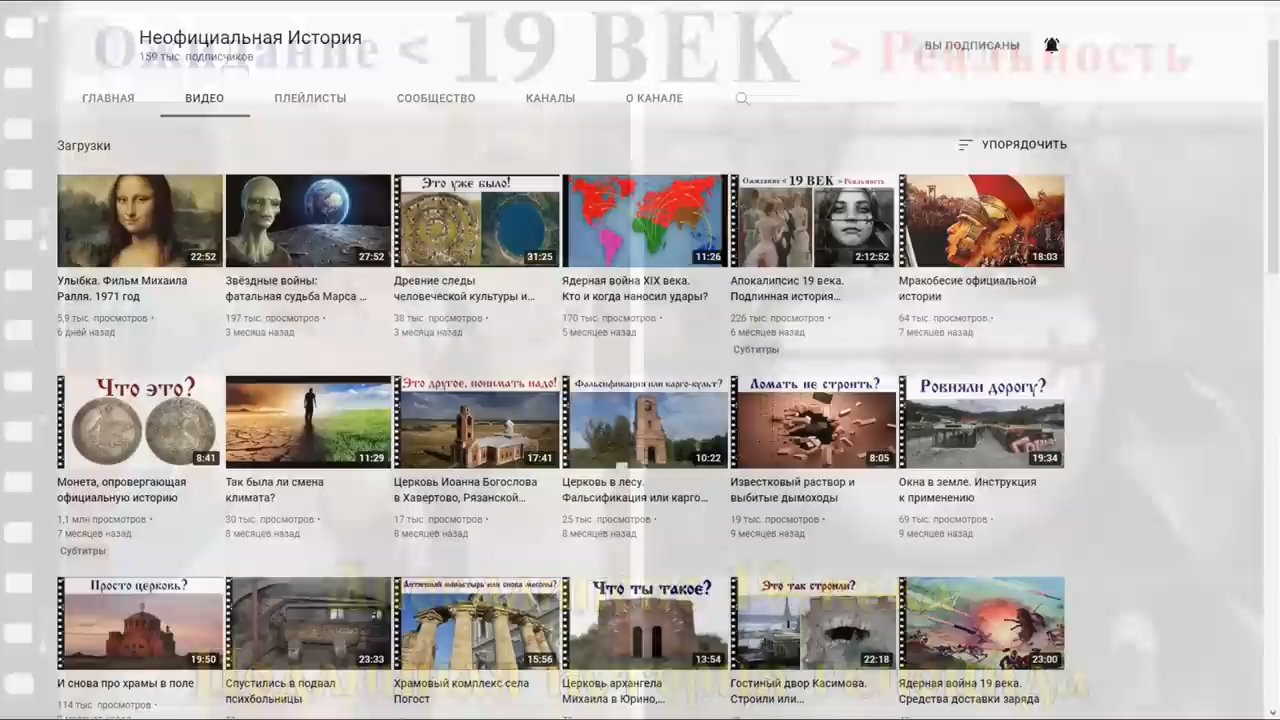 Ожидание < 19 ВЕК > Реальность
Неофициальная История
159 тыс. подписчиков
ВЫ ПОДПИСАНЫ
ГЛАВНАЯ
ВИДЕО
ПЛЕЙЛИСТЫ
СООБЩЕСТВО
КАНАЛЫ
О КАНАЛЕ
Загрузки
УПОРЯДОЧИТЬ
22:52
Улыбка. Фильм Михаила
Ралля. 1971 год
5,9 тыс. просмотров •
6 дней назад
27:52
Звёздные войны:
фатальная судьба Марса ...
197 тыс. просмотров •
3 месяца назад
Это уже было!
31:25
Древние следы
человеческой культуры и...
38 тыс. просмотров •
3 месяца назад
11:26
Ядерная война XIX века.
Кто и когда наносил удары?
170 тыс. просмотров •
5 месяцев назад
Ожидание < 19 ВЕК > Реальность
2:12:52
Апокалипсис 19 века.
Подлинная история...
226 тыс. просмотров •
6 месяцев назад
Субтитры
18:03
Мракобесие официальной
истории
64 тыс. просмотров •
7 месяцев назад
Что это?
8:41
Монета, опровергающая
официальную историю
1,1 млн просмотров •
7 месяцев назад
Субтитры
11:29
Так была ли смена
климата?
30 тыс. просмотров •
8 месяцев назад
Это другое, понимать надо!
17:41
Церковь Иоанна Богослова
в Хавертово, Рязанской...
17 тыс. просмотров •
8 месяцев назад
Фальсификация или карго-культ?
10:22
Церковь в лесу.
Фальсификация или карго...
25 тыс. просмотров •
8 месяцев назад
Ломать не строить?
8:05
Известковый раствор и
выбитые дымоходы
19 тыс. просмотров •
9 месяцев назад
Ровняли дорогу?
19:34
Окна в земле. Инструкция
к применению
69 тыс. просмотров •
9 месяцев назад
Просто церковь?
19:50
И снова про храмы в поле
114 тыс. просмотров •
23:33
Спустились в подвал
психбольницы
Античный монастырь или снова масоны?
15:56
Храмовый комплекс села
Погост
Что ты такое?
13:54
Церковь архангела
Михаила в Юрино,...
Это так строили?
22:18
Гостиный двор Касимова.
Строили или...
23:00
Ядерная война 19 века.
Средства доставки заряда